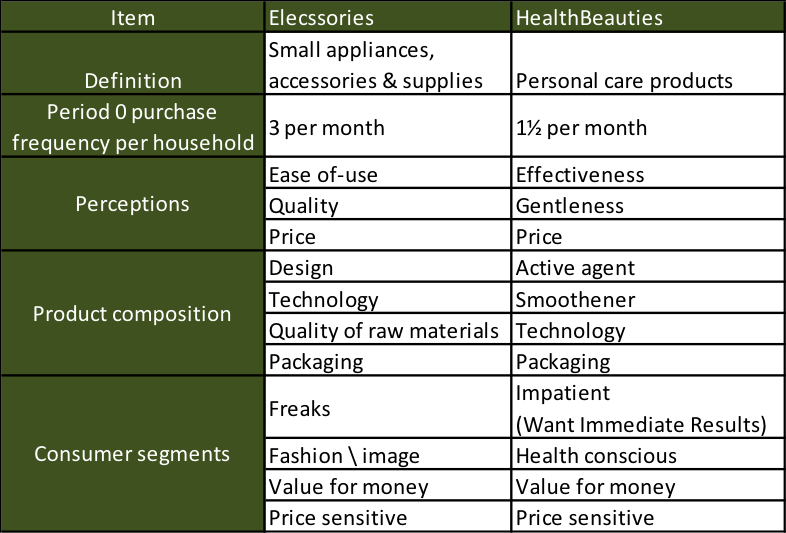 Item Elecssories HealthBeauties
Small appliances,
Definition accessories & supplies Personal care products
Period 0 purchase
frequency per household 3 per month 1½ per month
Perceptions
Ease of-use Effectiveness
Quality Gentleness
Price Price
Product composition
Design Active agent
Technology Smoothener
Quality of raw materials Technology
Packaging Packaging
Consumer segments
Freaks Impatient
(Want Immediate Results)
Fashion \ image Health conscious
Value for money Value for money
Price sensitive Price sensitive